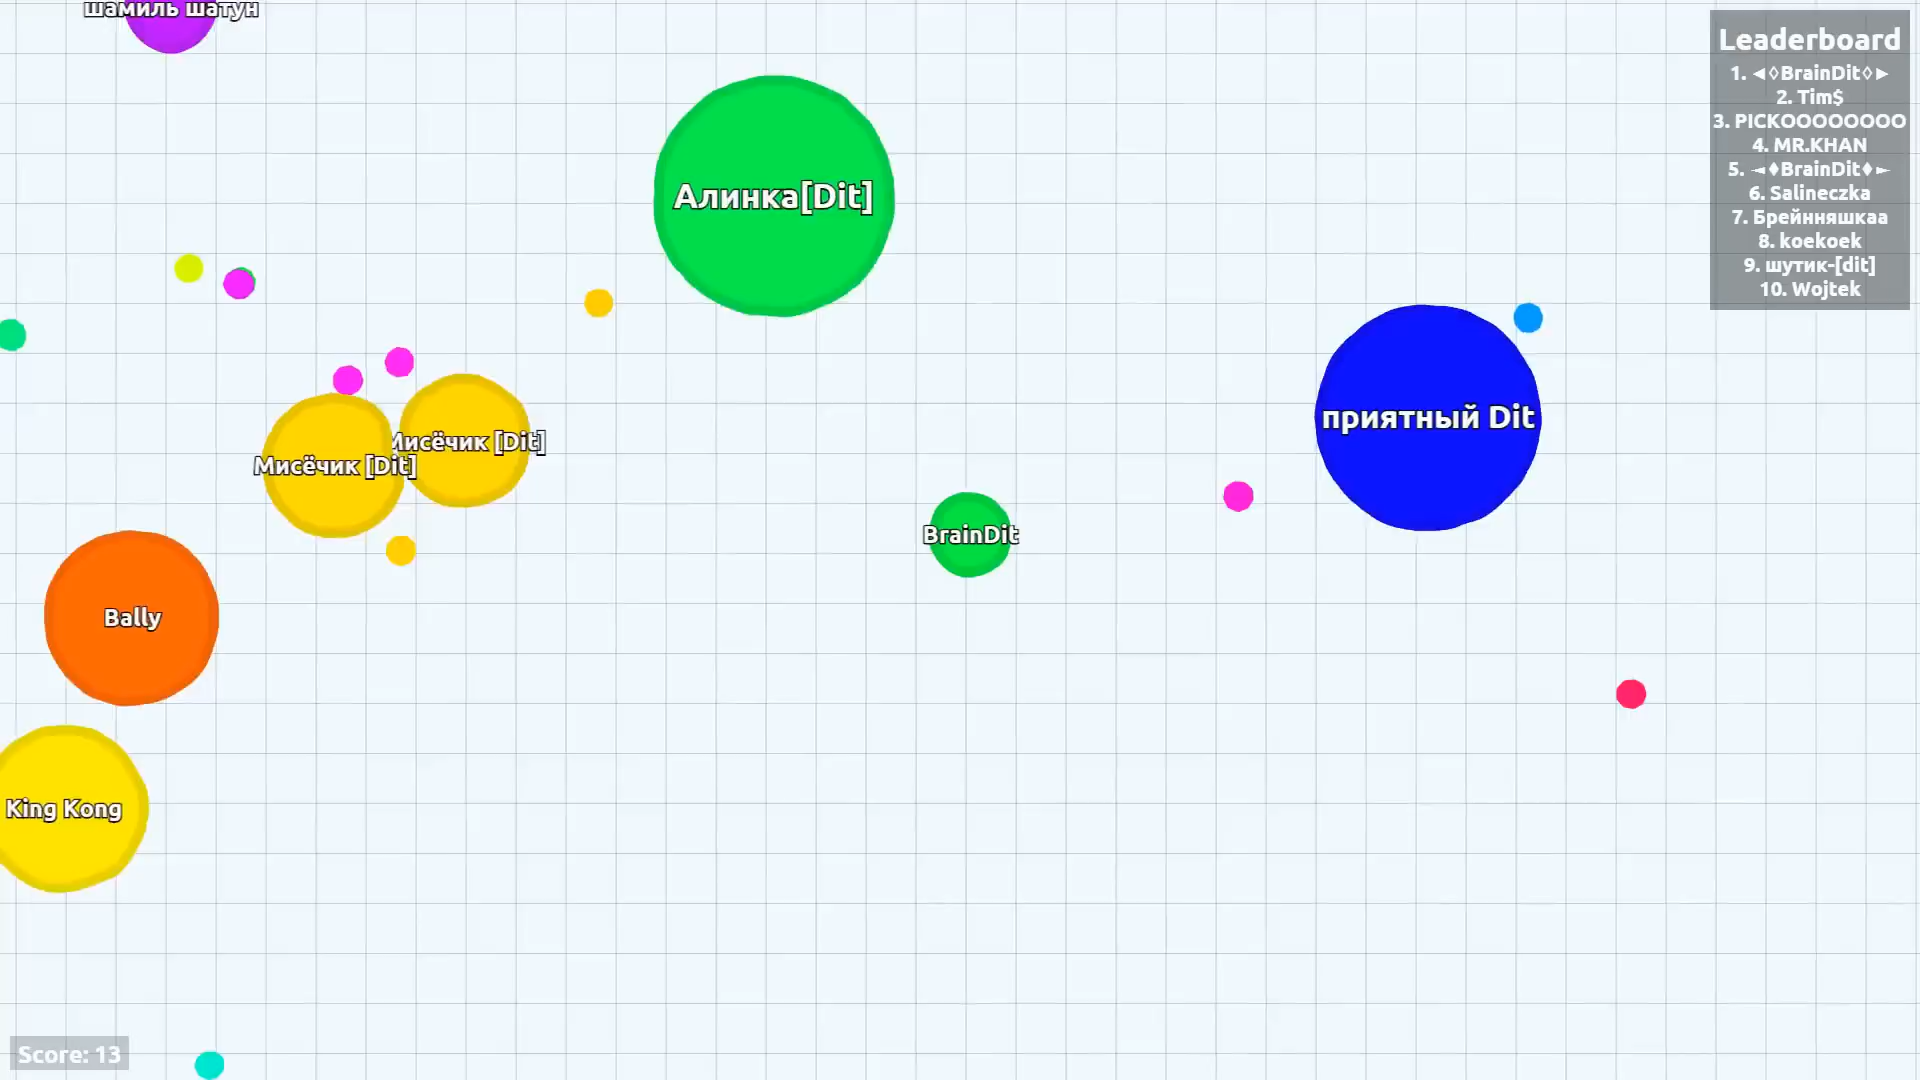 шамиль шатун
Leaderboard
1. ◄◊BrainDit◊►
2. Tim$
3. PICKOOOOOOOO
4. MR.KHAN
5. ◄♦BrainDit♦►
6. Salineczka
7. Брейнняшкаа
8. koekoek
9. шутик-[dit]
10. Wojtek
Алинка[Dit]
приятный Dit
Мисёчик [Dit]
Мисёчик [Dit]
BrainDit
Bally
King Kong
Score: 13